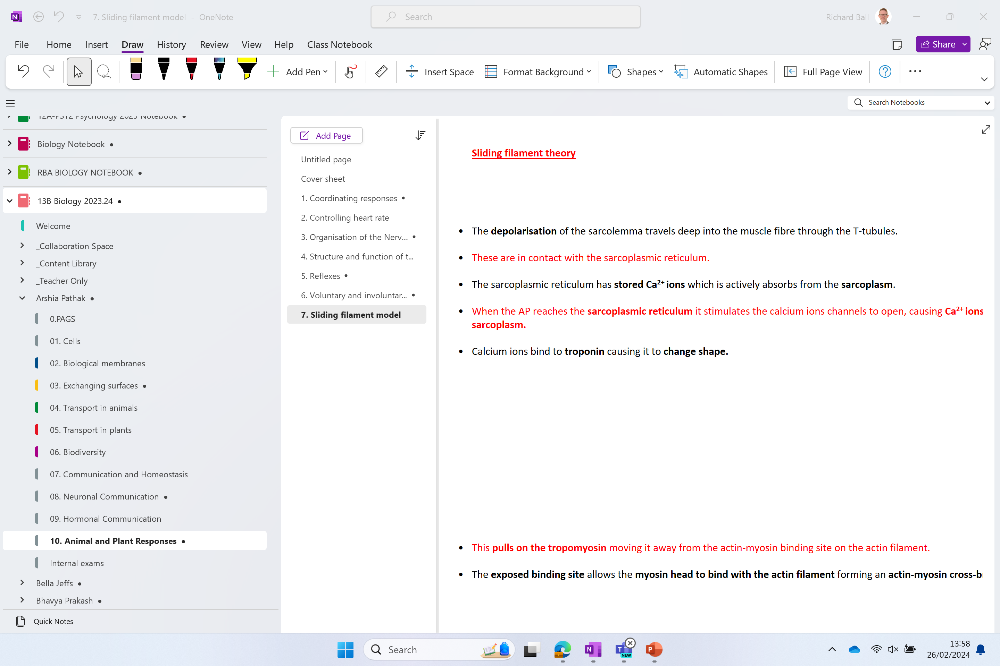 7. Sliding filament model - OneNote
Search
Richard Ball
File Home Insert Draw History Review View Help Class Notebook
Share
Add Pen
Insert Space
Format Background
Shapes
Automatic Shapes
Full Page View
Search Notebooks
12A-PSY2 Psychology 2023 Notebook
Biology Notebook
RBA BIOLOGY NOTEBOOK
13B Biology 2023.24
Welcome
_Collaboration Space
_Content Library
_Teacher Only
Arshia Pathak
0.PAGS
01. Cells
02. Biological membranes
03. Exchanging surfaces
04. Transport in animals
05. Transport in plants
06. Biodiversity
07. Communication and Homeostasis
08. Neuronal Communication
09. Hormonal Communication
10. Animal and Plant Responses
Internal exams
Bella Jeffs
Bhavya Prakash
Quick Notes
Add Page
Untitled page
Cover sheet
1. Coordinating responses
2. Controlling heart rate
3. Organisation of the Nerv...
4. Structure and function of t...
5. Reflexes
6. Voluntary and involuntar...
7. Sliding filament model
Sliding filament theory
• The depolarisation of the sarcolemma travels deep into the muscle fibre through the T-tubules.
• These are in contact with the sarcoplasmic reticulum.
• The sarcoplasmic reticulum has stored Ca²⁺ ions which is actively absorbs from the sarcoplasm.
• When the AP reaches the sarcoplasmic reticulum it stimulates the calcium ions channels to open, causing Ca²⁺ ions
sarcoplasm.
• Calcium ions bind to troponin causing it to change shape.
• This pulls on the tropomyosin moving it away from the actin-myosin binding site on the actin filament.
• The exposed binding site allows the myosin head to bind with the actin filament forming an actin-myosin cross-b
Search
NEW
13:58
26/02/2024